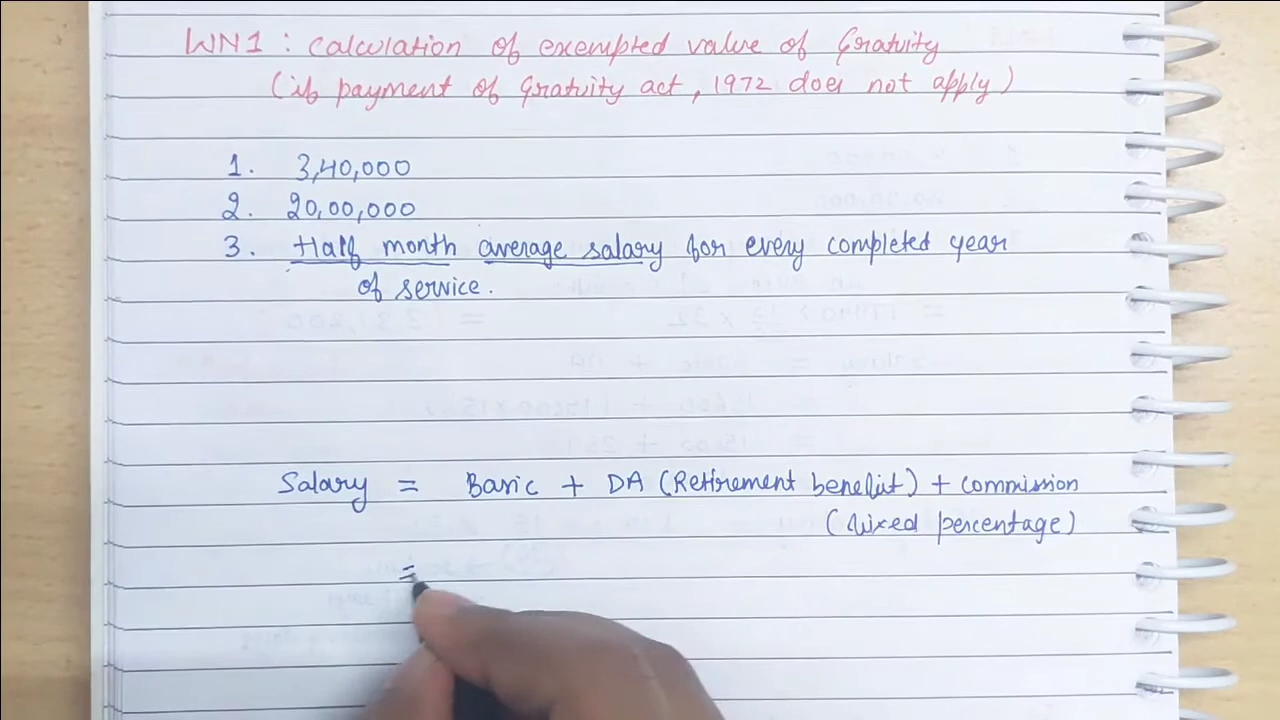 WN1 : Calculation of exempted value of Gratuity
(if payment of Gratuity act, 1972 does not apply)
1. 3,40,000
2. 20,00,000
3. Half month average salary for every completed year
of service.
Salary = Basic + DA (Retirement benefit) + commission
(fixed percentage)
=